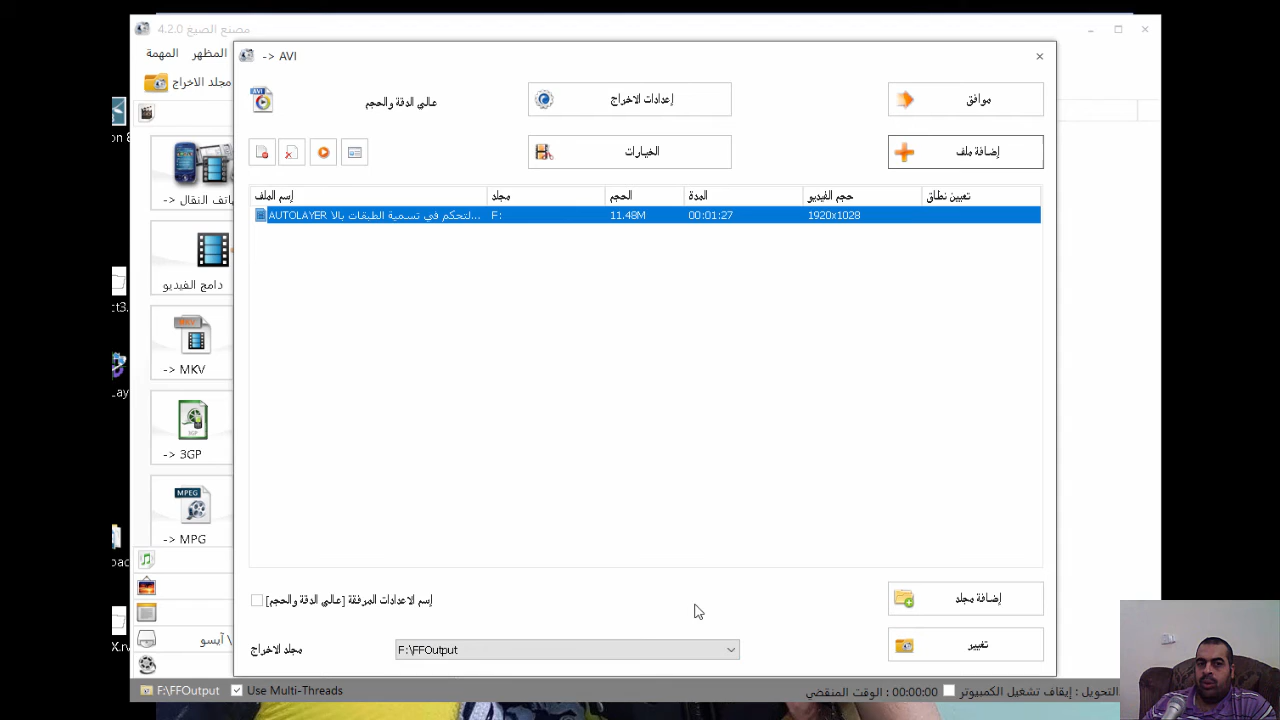 مصنع الصيغ 4.2.0
المهمة
المظهر
مجلد الاخراج
-> AVI
عالي الدقة والحجم
إعدادات الاخراج
موافق
الخيارات
إضافة ملف
إسم الملف
مجلد
الحجم
المدة
حجم الفيديو
تعيين نطاق
AUTOLAYER لتحكم في تسمية الطبقات بالا...
F:
11.48M
00:01:27
1920x1028
دامج الفيديو
-> MKV
-> 3GP
MPEG
-> MPG
\ آيسو
إسم الاعدادات المرفقة [عالي الدقة والحجم]
إضافة مجلد
مجلد الاخراج
F:\FFOutput
تغيير
F:\FFOutput
Use Multi-Threads
الوقت المنقضي : 00:00:00
التحويل : إيقاف تشغيل الكمبيوتر